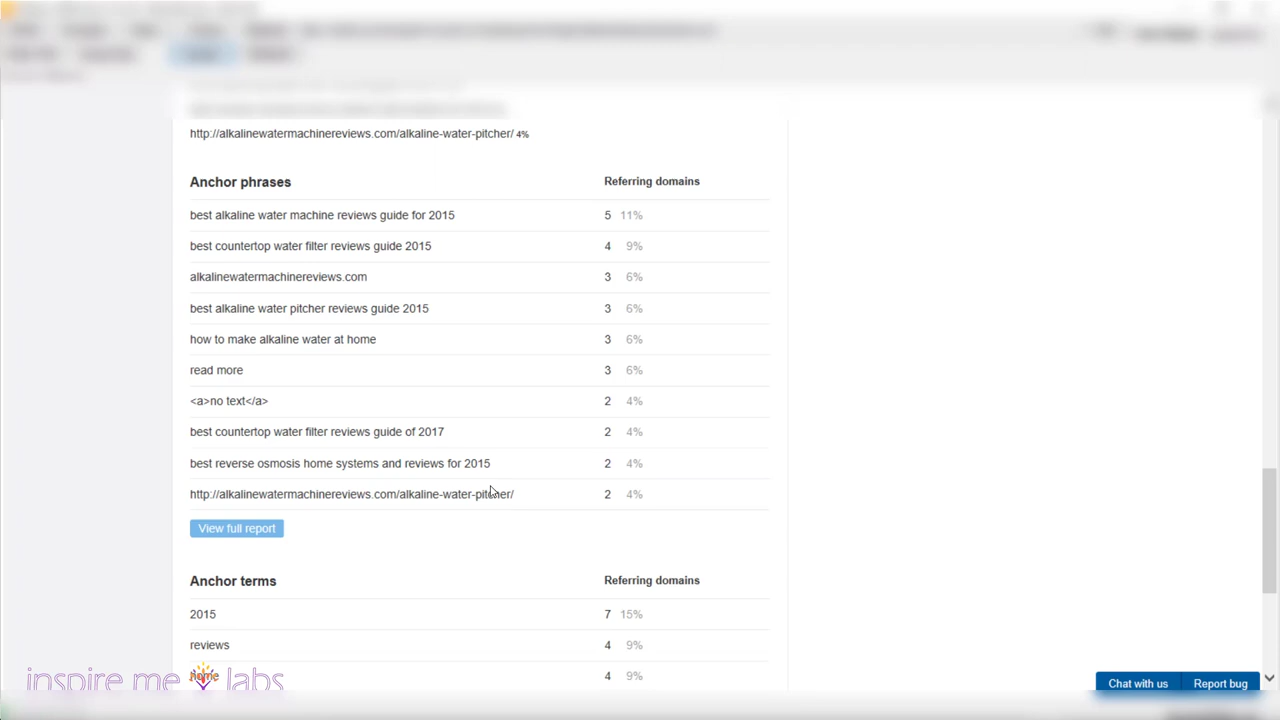 http://alkalinewatermachinereviews.com/alkaline-water-pitcher/ 4%
Anchor phrases Referring domains
best alkaline water machine reviews guide for 2015 5 11%
best countertop water filter reviews guide 2015 4 9%
alkalinewatermachinereviews.com 3 6%
best alkaline water pitcher reviews guide 2015 3 6%
how to make alkaline water at home 3 6%
read more 3 6%
<a>no text</a> 2 4%
best countertop water filter reviews guide of 2017 2 4%
best reverse osmosis home systems and reviews for 2015 2 4%
http://alkalinewatermachinereviews.com/alkaline-water-pitcher/ 2 4%
View full report
Anchor terms Referring domains
2015 7 15%
reviews 4 9%
home 4 9%
inspire me labs
Chat with us Report bug